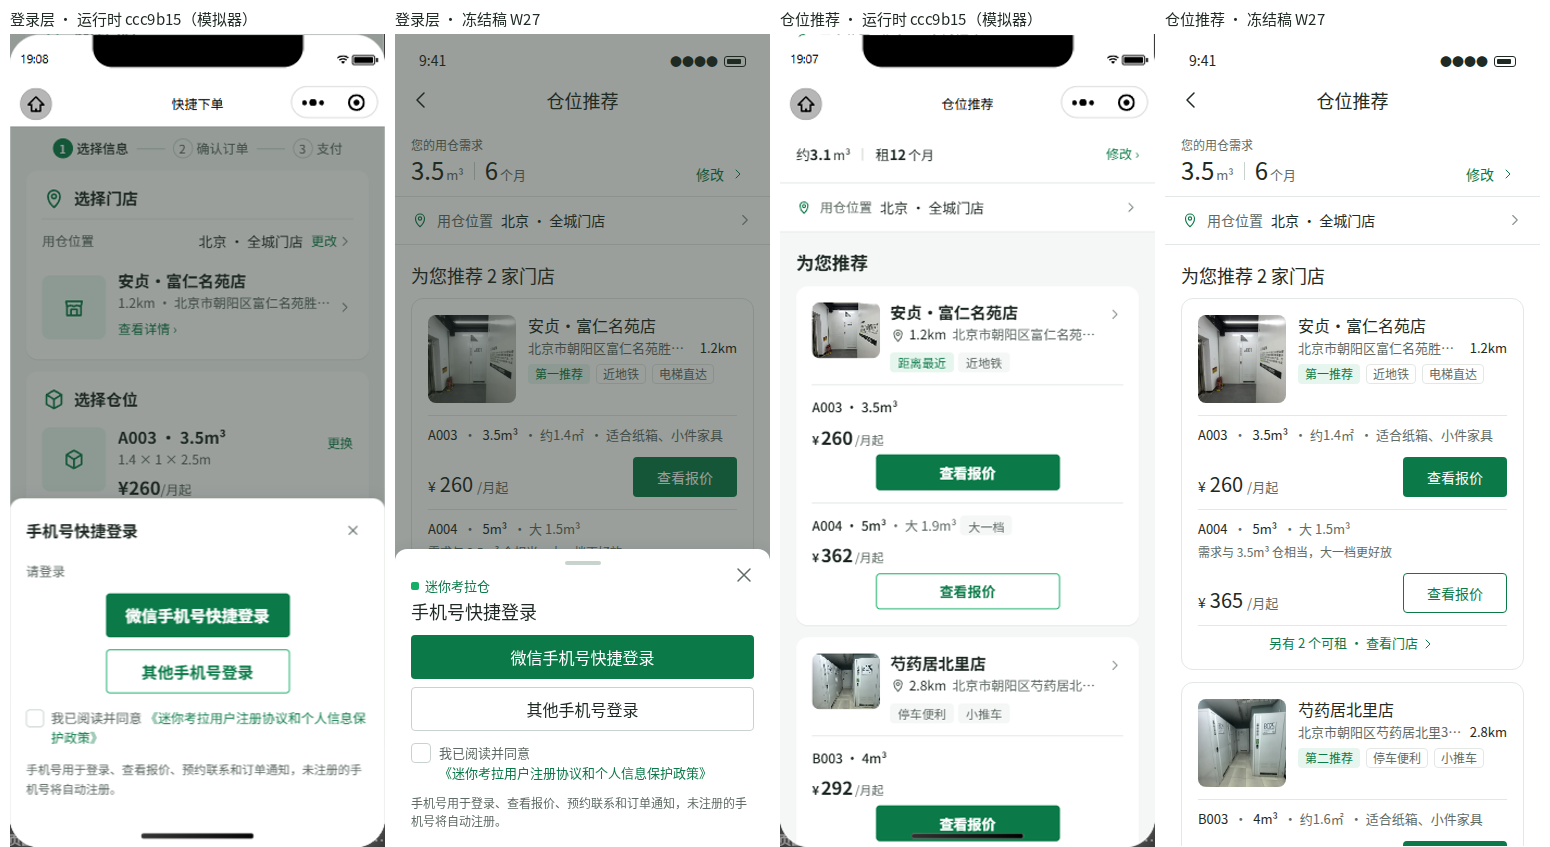 登录层 · 运行时 ccc9b15（模拟器）
19:08
快捷下单
1 选择信息 2 确认订单 3 支付
选择门店
用仓位置 北京 · 全城门店 更改
安贞·富仁名苑店
1.2km · 北京市朝阳区富仁名苑胜···
查看详情
选择仓位
A003 · 3.5m³
更换
1.4 × 1 × 2.5m
¥260/月起
手机号快捷登录
请登录
微信手机号快捷登录
其他手机号登录
我已阅读并同意 《迷你考拉用户注册协议和个人信息保
护政策》
手机号用于登录、查看报价、预约联系和订单通知，未注册的手
机号将自动注册。
登录层 · 冻结稿 W27
9:41
仓位推荐
您的用仓需求
3.5m³ 6个月 修改
用仓位置 北京 · 全城门店
为您推荐 2 家门店
安贞·富仁名苑店
北京市朝阳区富仁名苑胜··· 1.2km
第一推荐 近地铁 电梯直达
A003 · 3.5m³ · 约1.4㎡ · 适合纸箱、小件家具
¥ 260 /月起 查看报价
A004 · 5m³ · 大 1.5m³
迷你考拉仓
手机号快捷登录
微信手机号快捷登录
其他手机号登录
我已阅读并同意
《迷你考拉用户注册协议和个人信息保护政策》
手机号用于登录、查看报价、预约联系和订单通知，未注册的手
机号将自动注册。
仓位推荐 · 运行时 ccc9b15（模拟器）
19:07
仓位推荐
约3.1m³ 租12个月 修改
用仓位置 北京 · 全城门店
为您推荐
安贞·富仁名苑店
1.2km 北京市朝阳区富仁名苑···
距离最近 近地铁
A003 · 3.5m³
¥260/月起
查看报价
A004 · 5m³ · 大 1.9m³ 大一档
¥362/月起
查看报价
芍药居北里店
2.8km 北京市朝阳区芍药居北···
停车便利 小推车
B003 · 4m³
¥292/月起
查看报价
仓位推荐 · 冻结稿 W27
9:41
仓位推荐
您的用仓需求
3.5m³ 6个月 修改
用仓位置 北京 · 全城门店
为您推荐 2 家门店
安贞·富仁名苑店
北京市朝阳区富仁名苑胜··· 1.2km
第一推荐 近地铁 电梯直达
A003 · 3.5m³ · 约1.4㎡ · 适合纸箱、小件家具
¥ 260 /月起 查看报价
A004 · 5m³ · 大 1.5m³
需求与 3.5m³ 仓相当，大一档更好放
¥ 365 /月起 查看报价
另有 2 个可租 · 查看门店
芍药居北里店
北京市朝阳区芍药居北里3··· 2.8km
第二推荐 停车便利 小推车
B003 · 4m³ · 约1.6㎡ · 适合纸箱、小件家具